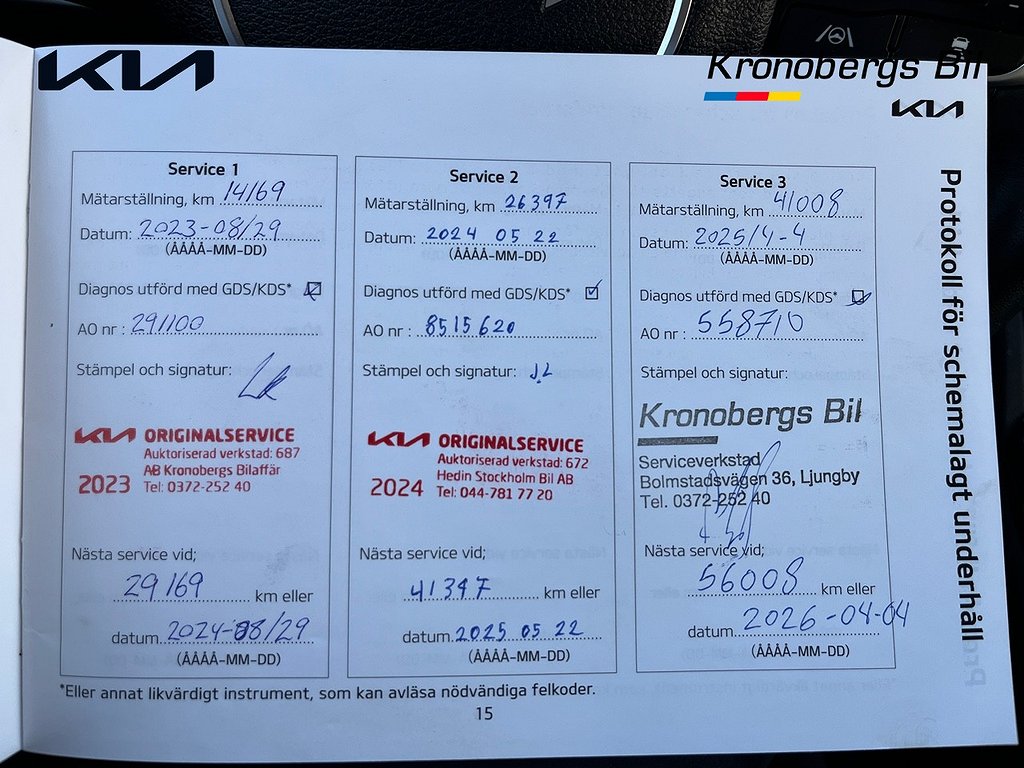 KIA
Kronobergs Bil
KIA
Protokoll för schemalagt underhåll
Service 1
Mätarställning, km 14169
Datum: 2023-08/29
(ÅÅÅÅ-MM-DD)
Diagnos utförd med GDS/KDS*
AO nr : 291100
Stämpel och signatur:
KIA ORIGINALSERVICE
Auktoriserad verkstad: 687
AB Kronobergs Bilaffär
2023 Tel: 0372-252 40
Nästa service vid;
29169 km eller
datum 2024-08/29
(ÅÅÅÅ-MM-DD)
Service 2
Mätarställning, km 26397
Datum: 2024 05 22
(ÅÅÅÅ-MM-DD)
Diagnos utförd med GDS/KDS*
AO nr : 8515620
Stämpel och signatur:
KIA ORIGINALSERVICE
Auktoriserad verkstad: 672
Hedin Stockholm Bil AB
2024 Tel: 044-781 77 20
Nästa service vid;
41397 km eller
datum 2025 05 22
(ÅÅÅÅ-MM-DD)
Service 3
Mätarställning, km 41008
Datum: 2025/4-4
(ÅÅÅÅ-MM-DD)
Diagnos utförd med GDS/KDS*
AO nr : 558710
Stämpel och signatur:
Kronobergs Bil
Serviceverkstad
Bolmstadsvägen 36, Ljungby
Tel. 0372-252 40
Nästa service vid;
56008 km eller
datum 2026-04-04
(ÅÅÅÅ-MM-DD)
*Eller annat likvärdigt instrument, som kan avläsa nödvändiga felkoder.
15